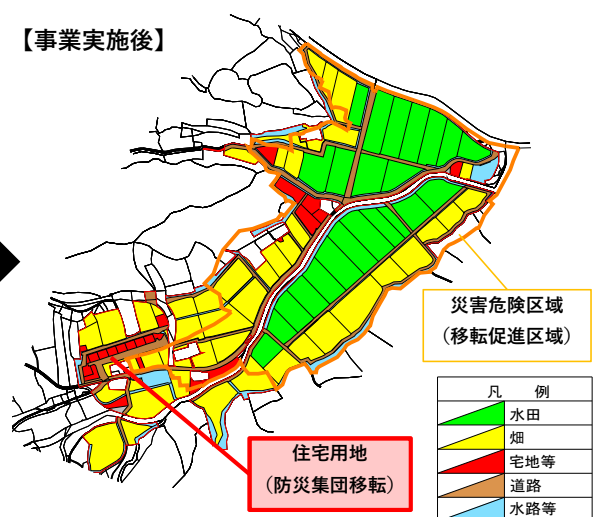 【事業実施後】
災害危険区域
（移転促進区域）
住宅用地
（防災集団移転）
凡　例
水田
畑
宅地等
道路
水路等